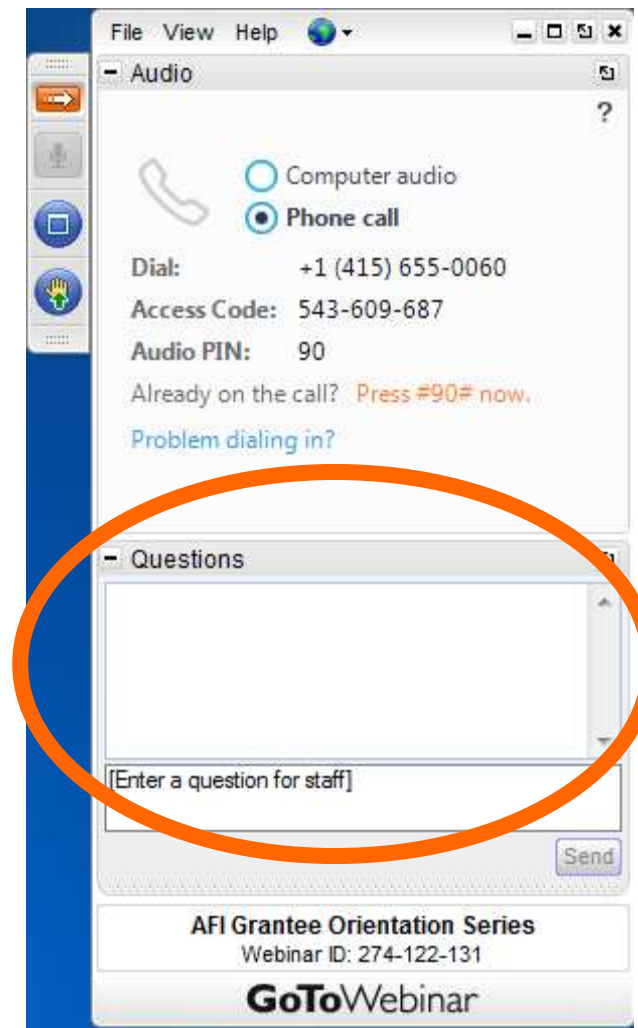 File View Help
Audio
?
Computer audio
Phone call
Dial: +1 (415) 655-0060
Access Code: 543-609-687
Audio PIN: 90
Already on the call? Press #90# now.
Problem dialing in?
Questions
[Enter a question for staff]
Send
AFI Grantee Orientation Series
Webinar ID: 274-122-131
GoToWebinar